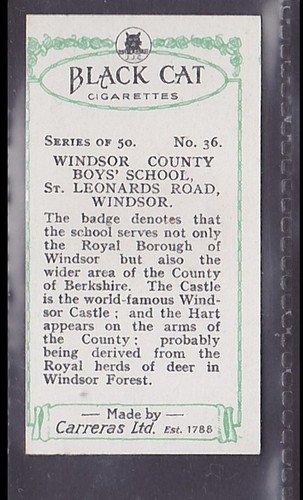 BLACK CAT
CIGARETTES
SERIES OF 50. No. 36.
WINDSOR COUNTY
BOYS' SCHOOL,
ST. LEONARDS ROAD,
WINDSOR.
The badge denotes that
the school serves not only
the Royal Borough of
Windsor but also the
wider area of the County
of Berkshire. The Castle
is the world-famous Wind-
sor Castle; and the Hart
appears on the arms of
the County; probably
being derived from the
Royal herds of deer in
Windsor Forest.
— Made by —
Carreras Ltd. Est. 1788